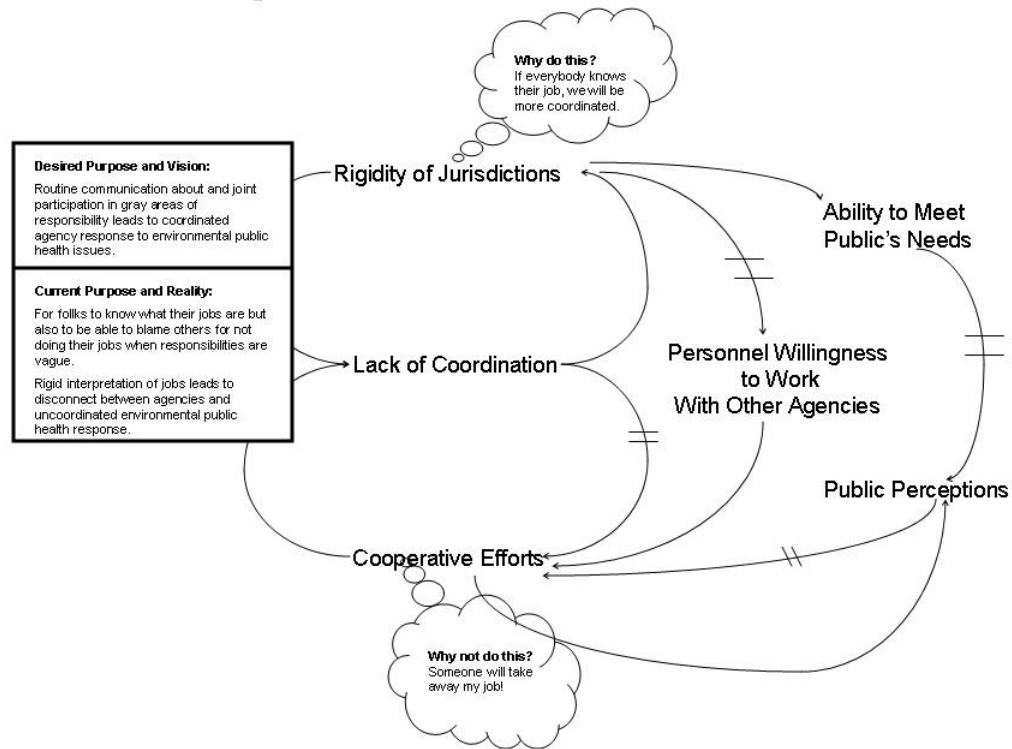 Why do this?
If everybody knows
their job, we will be
more coordinated.
Desired Purpose and Vision:
Routine communication about and joint
participation in gray areas of
responsibility leads to coordinated
agency response to environmental public
health issues.
Rigidity of Jurisdictions
Ability to Meet
Public's Needs
Current Purpose and Reality:
For follks to know what their jobs are but
also to be able to blame others for not
doing their jobs when responsibilities are
vague.
Rigid interpretation of jobs leads to
disconnect between agencies and
uncoordinated environmental public
health response.
Lack of Coordination
Personnel Willingness
to Work
With Other Agencies
Public Perceptions
Cooperative Efforts
Why not do this?
Someone will take
away my job!